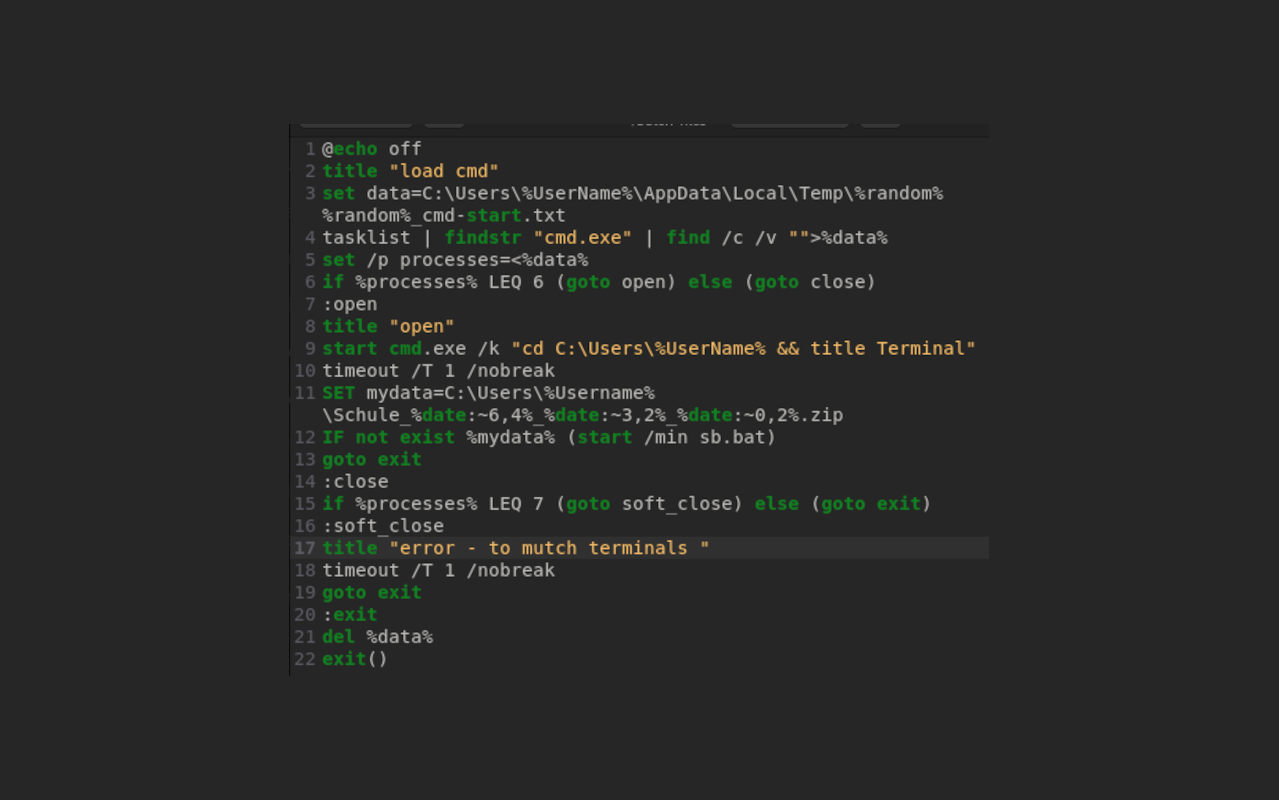 1 @echo off
2 title "load cmd"
3 set data=C:\Users\%UserName%\AppData\Local\Temp\%random%
%random%_cmd-start.txt
4 tasklist | findstr "cmd.exe" | find /c /v "">%data%
5 set /p processes=<%data%
6 if %processes% LEQ 6 (goto open) else (goto close)
7 :open
8 title "open"
9 start cmd.exe /k "cd C:\Users\%UserName% && title Terminal"
10 timeout /T 1 /nobreak
11 SET mydata=C:\Users\%Username%
\Schule_%date:~6,4%_%date:~3,2%_%date:~0,2%.zip
12 IF not exist %mydata% (start /min sb.bat)
13 goto exit
14 :close
15 if %processes% LEQ 7 (goto soft_close) else (goto exit)
16 :soft_close
17 title "error - to mutch terminals "
18 timeout /T 1 /nobreak
19 goto exit
20 :exit
21 del %data%
22 exit()